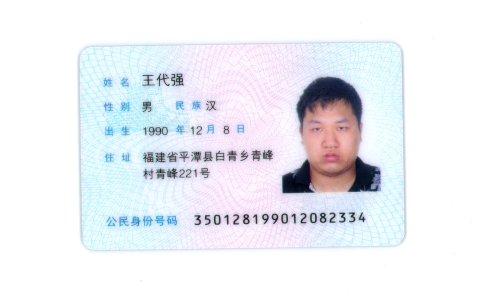 姓名 王代强
性别 男 民族 汉
出生 1990 年 12 月 8 日
住址 福建省平潭县白青乡青峰
村青峰221号
公民身份号码 350128199012082334